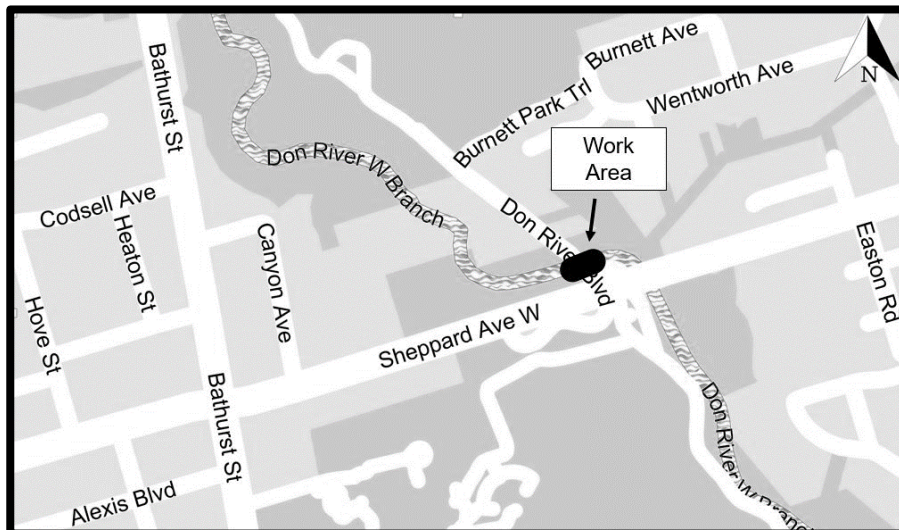 Bathurst St
Burnett Ave
N
Wentworth Ave
Burnett Park Trl
Work
Area
Don River W Branch
Codsell Ave
Heaton St
Canyon Ave
Don River Blvd
Easton Rd
Hove St
Sheppard Ave W
Bathurst St
Don River W Branch
Alexis Blvd